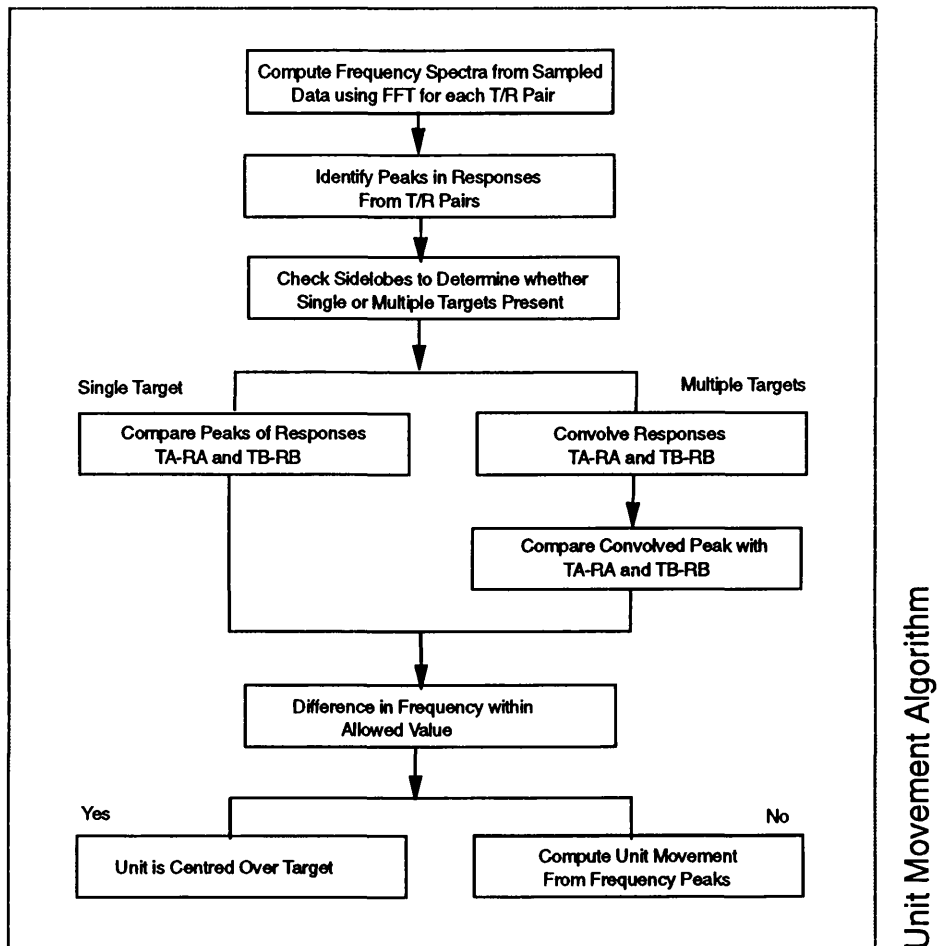 Compute Frequency Spectra from Sampled
Data using FFT for each T/R Pair
Identify Peaks in Responses
From T/R Pairs
Check Sidelobes to Determine whether
Single or Multiple Targets Present
Single Target
Multiple Targets
Compare Peaks of Responses
TA-RA and TB-RB
Convolve Responses
TA-RA and TB-RB
Compare Convolved Peak with
TA-RA and TB-RB
Difference in Frequency within
Allowed Value
Yes
No
Unit is Centred Over Target
Compute Unit Movement
From Frequency Peaks
Unit Movement Algorithm